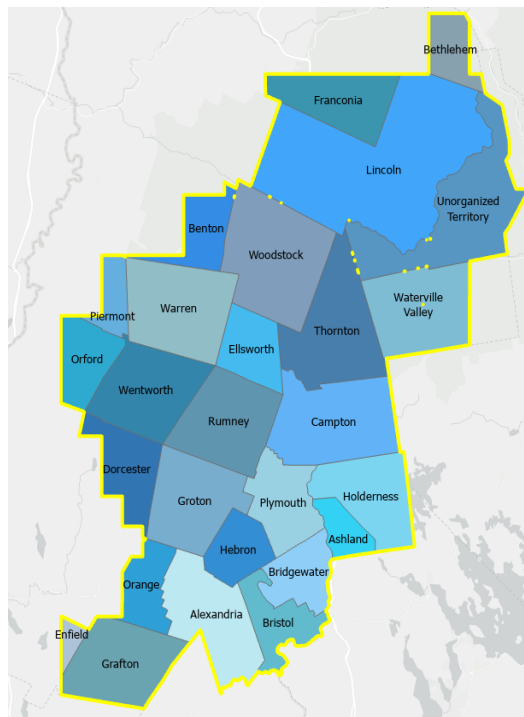 Bethlehem
Franconia
Lincoln
Unorganized
Territory
Benton
Woodstock
Waterville
Valley
Piermont
Warren
Thornton
Ellsworth
Orford
Wentworth
Rumney
Campton
Dorcester
Groton
Plymouth
Holderness
Ashland
Hebron
Bridgewater
Orange
Alexandria
Bristol
Enfield
Grafton